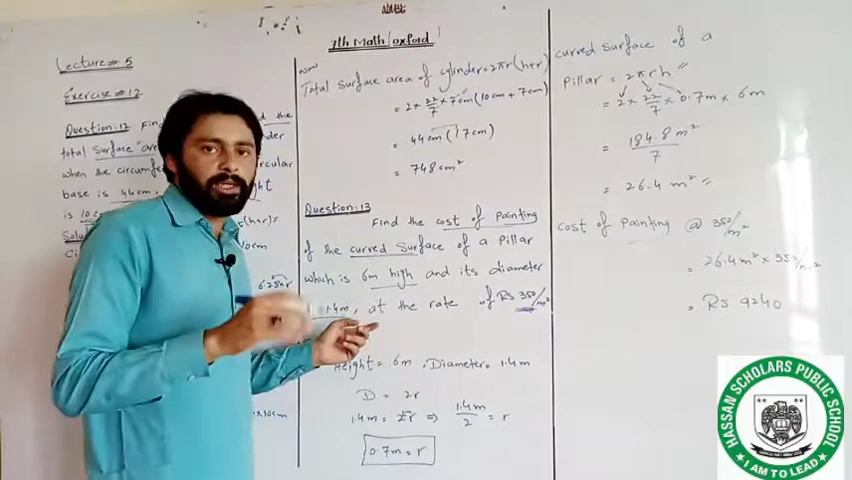 Lecture # 5
Exercise # 12
Question: 12 Find the
total Surface area
when the circumf
base is 44cm
is 10 c
(h+r)=
10cm
6.28
×10cm
7th Math (oxford)
Now
Total Surface area of cylinder = 2πr(h+r)
= 2 × 22/7 × 7cm (10cm + 7cm)
= 44cm (17cm)
= 748 cm²
Question: 13
Find the cost of Painting
of the curved Surface of a Pillar
which is 6m high and its diameter
1.4m, at the rate of RS 350/m²
Height = 6m, Diameter = 1.4m
D = 2r
1.4m = 2r ⇒ 1.4m/2 = r
0.7m = r
curved Surface of a
Pillar = 2πrh
= 2 × 22/7 × 0.7m × 6m
= 184.8 m²/7
= 26.4 m²
cost of Painting @ 350/m²
= 26.4 m² × 350/m²
= RS 9240
HASSAN SCHOLARS PUBLIC SCHOOL
I AM TO LEAD